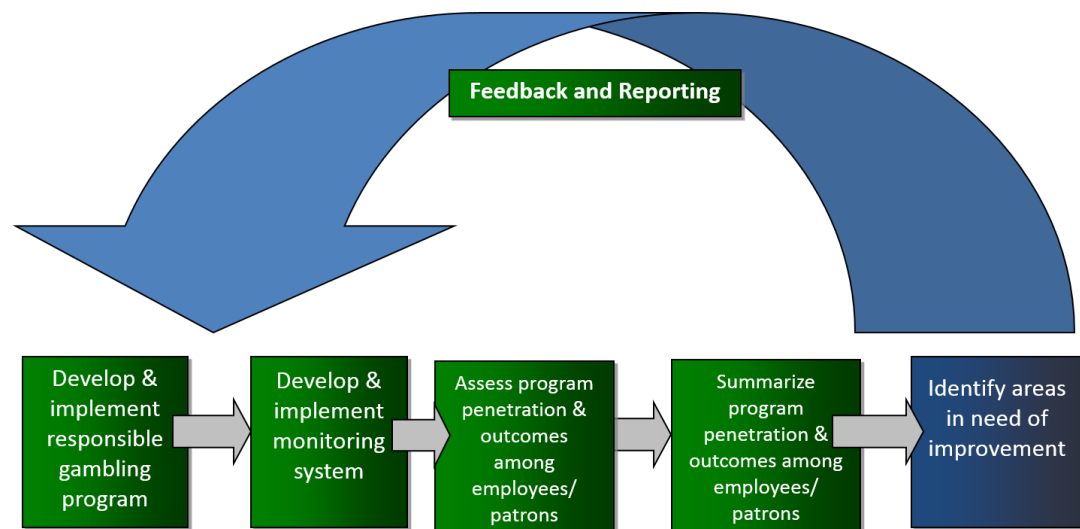 Feedback and Reporting
Develop &
implement
responsible
gambling
program
Develop &
implement
monitoring
system
Assess program
penetration &
outcomes
among
employees/
patrons
Summarize
program
penetration &
outcomes among
employees/
patrons
Identify areas
in need of
improvement